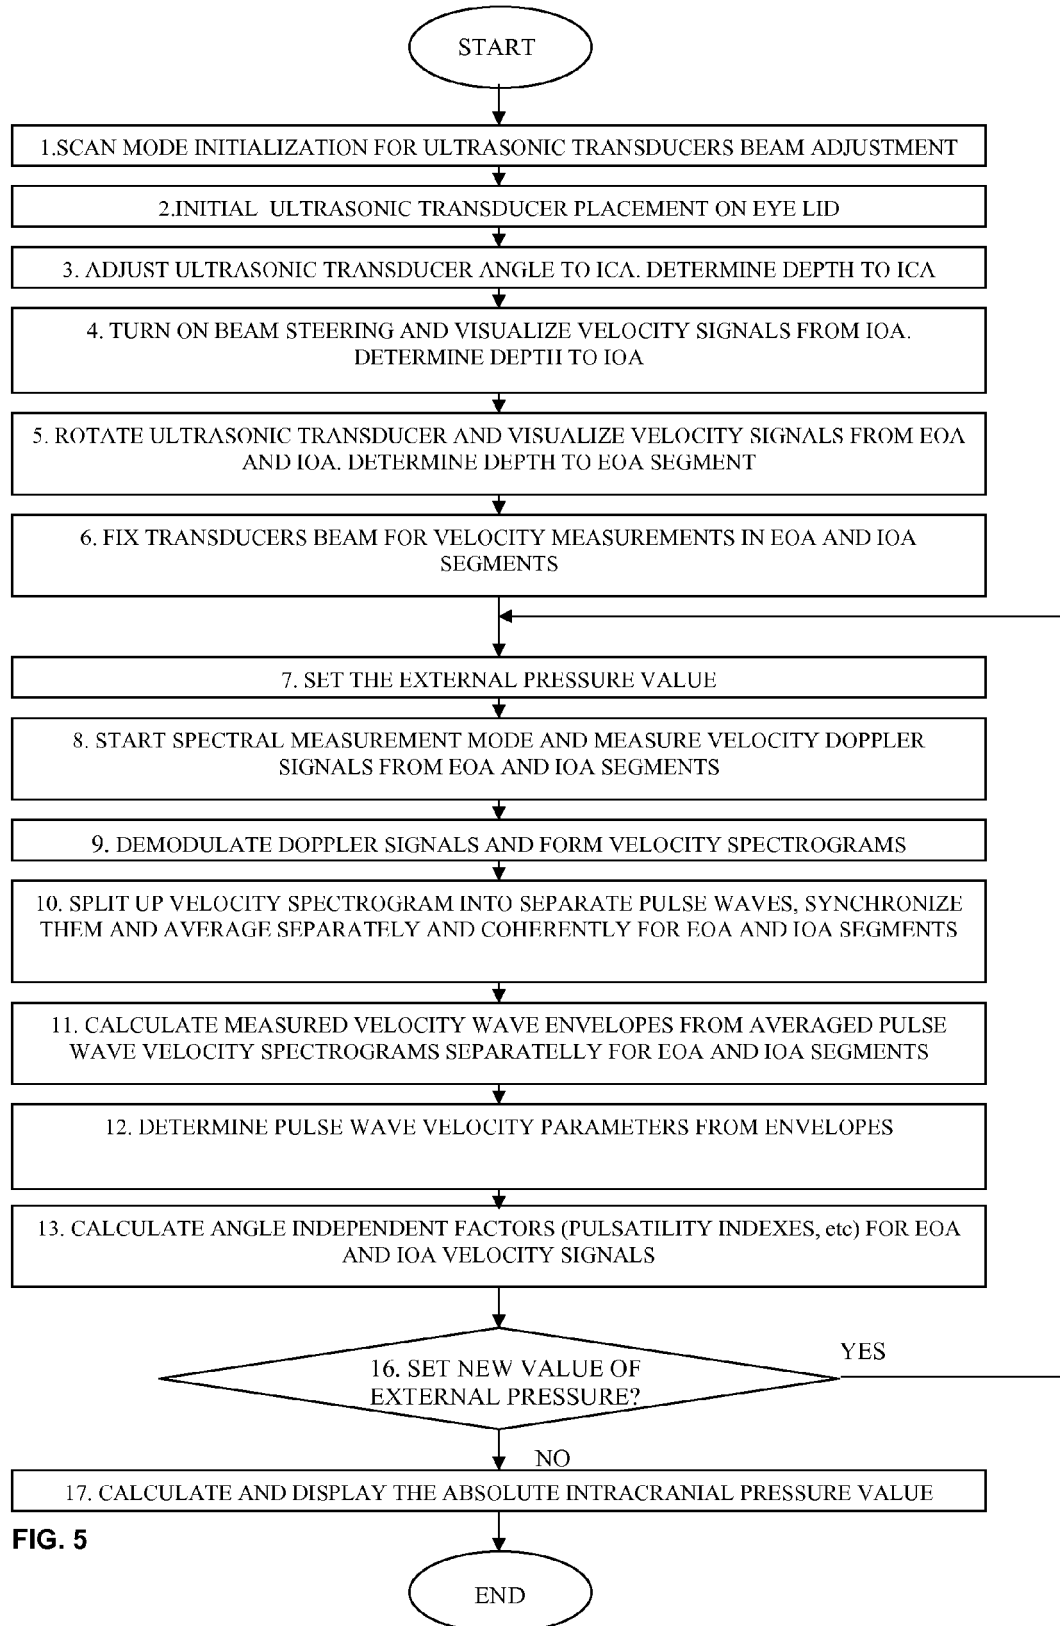 START
1.SCAN MODE INITIALIZATION FOR ULTRASONIC TRANSDUCERS BEAM ADJUSTMENT
2.INITIAL ULTRASONIC TRANSDUCER PLACEMENT ON EYE LID
3. ADJUST ULTRASONIC TRANSDUCER ANGLE TO ICA. DETERMINE DEPTH TO ICA
4. TURN ON BEAM STEERING AND VISUALIZE VELOCITY SIGNALS FROM IOA.
DETERMINE DEPTH TO IOA
5. ROTATE ULTRASONIC TRANSDUCER AND VISUALIZE VELOCITY SIGNALS FROM EOA
AND IOA. DETERMINE DEPTH TO EOA SEGMENT
6. FIX TRANSDUCERS BEAM FOR VELOCITY MEASUREMENTS IN EOA AND IOA
SEGMENTS
7. SET THE EXTERNAL PRESSURE VALUE
8. START SPECTRAL MEASUREMENT MODE AND MEASURE VELOCITY DOPPLER
SIGNALS FROM EOA AND IOA SEGMENTS
9. DEMODULATE DOPPLER SIGNALS AND FORM VELOCITY SPECTROGRAMS
10. SPLIT UP VELOCITY SPECTROGRAM INTO SEPARATE PULSE WAVES, SYNCHRONIZE
THEM AND AVERAGE SEPARATELY AND COHERENTLY FOR EOA AND IOA SEGMENTS
11. CALCULATE MEASURED VELOCITY WAVE ENVELOPES FROM AVERAGED PULSE
WAVE VELOCITY SPECTROGRAMS SEPARATELLY FOR EOA AND IOA SEGMENTS
12. DETERMINE PULSE WAVE VELOCITY PARAMETERS FROM ENVELOPES
13. CALCULATE ANGLE INDEPENDENT FACTORS (PULSATILITY INDEXES, etc) FOR EOA
AND IOA VELOCITY SIGNALS
16. SET NEW VALUE OF
EXTERNAL PRESSURE?
YES
NO
17. CALCULATE AND DISPLAY THE ABSOLUTE INTRACRANIAL PRESSURE VALUE
FIG. 5
END